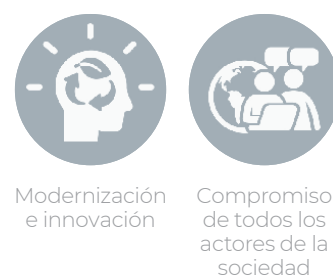 Modernización
e innovación
Compromiso
de todos los
actores de la
sociedad